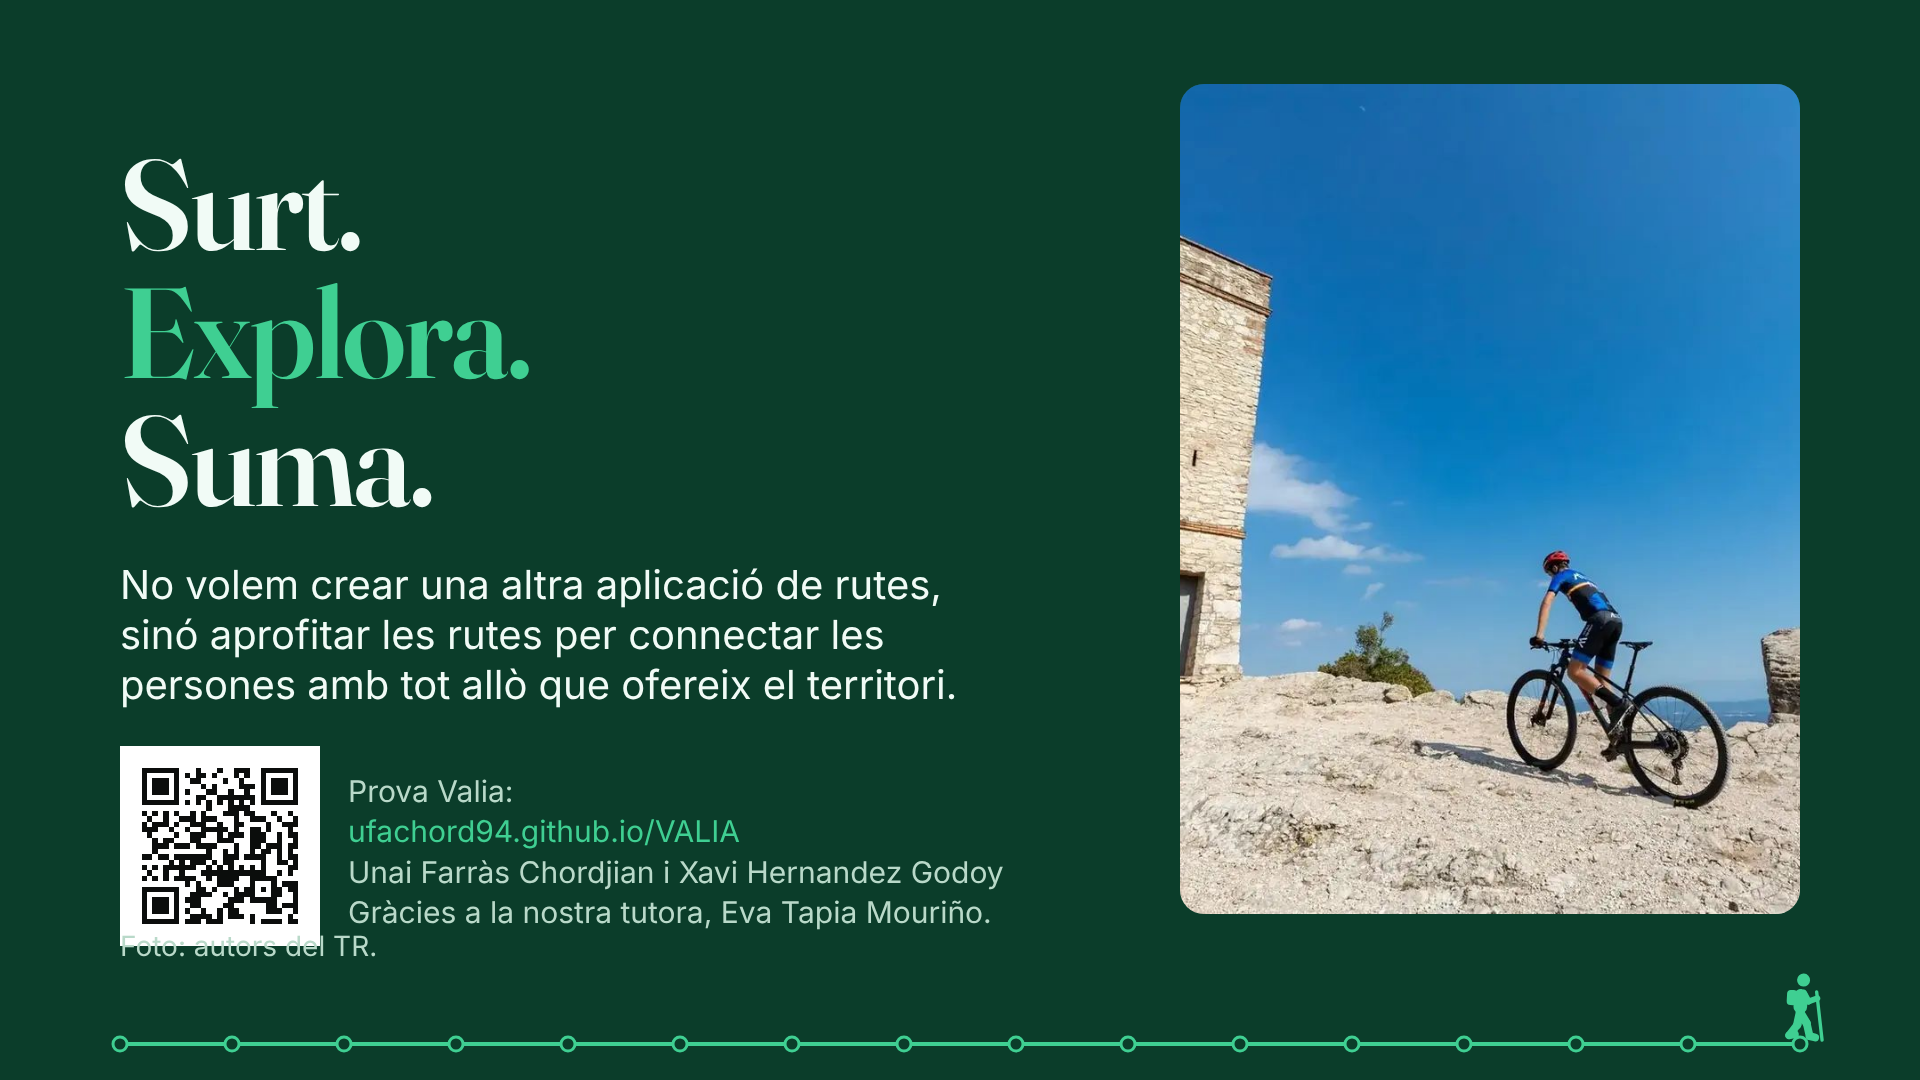 Surt.
Explora.
Suma.
No volem crear una altra aplicació de rutes,
sinó aprofitar les rutes per connectar les
persones amb tot allò que ofereix el territori.
Prova Valia:
ufachord94.github.io/VALIA
Unai Farràs Chordjian i Xavi Hernandez Godoy
Gràcies a la nostra tutora, Eva Tapia Mouriño.
Foto: autors del TR.